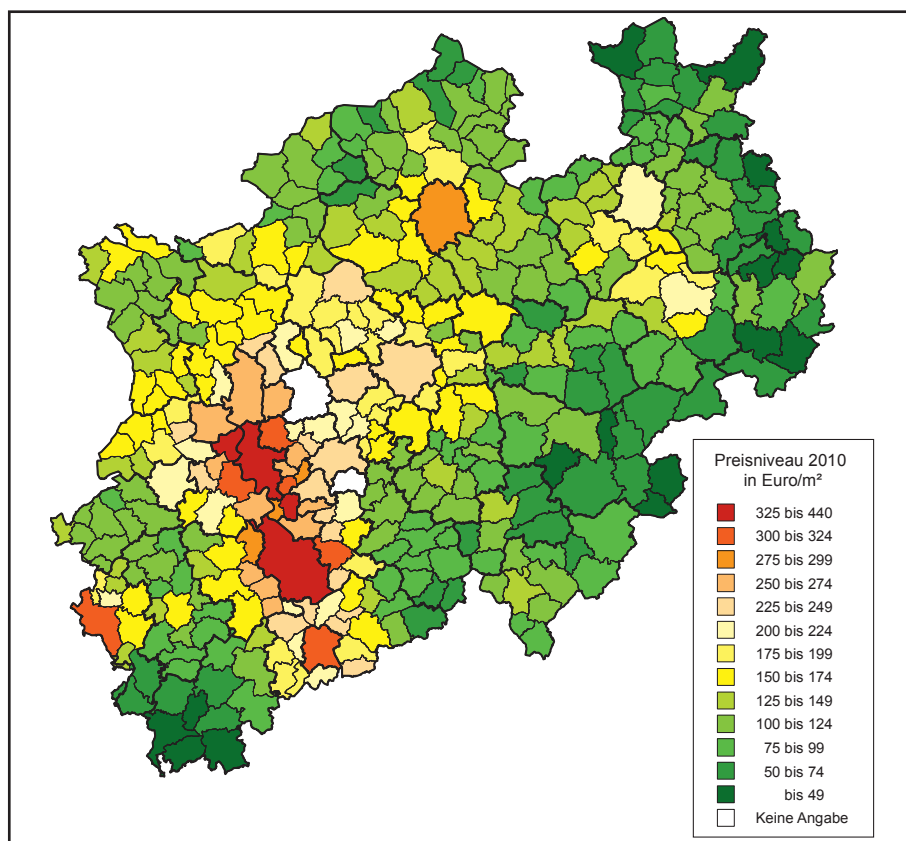 Preisniveau 2010
in Euro/m²
325 bis 440
300 bis 324
275 bis 299
250 bis 274
225 bis 249
200 bis 224
175 bis 199
150 bis 174
125 bis 149
100 bis 124
75 bis 99
50 bis 74
bis 49
Keine Angabe